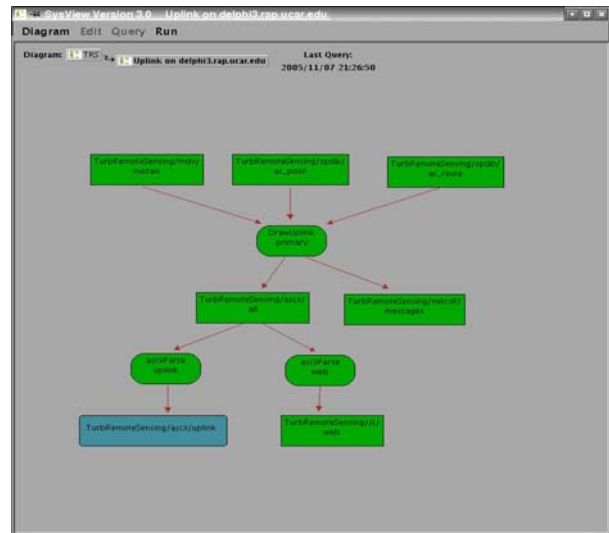 SysView Version 3.0 Uplink on delphi3.rap.ucar.edu
Diagram Edit Query Run
Diagram: TRS Uplink on delphi3.rap.ucar.edu Last Query:
2005/11/07 21:26:50
TurbRemoteSensing/mdv/
mosaic
TurbRemoteSensing/spdb/
ac_posn
TurbRemoteSensing/spdb/
ac_route
DrawUplink
primary
TurbRemoteSensing/ascii/
all
TurbRemoteSensing/
messages
asciiParse
uplink
asciiParse
web
TurbRemoteSensing/ascii/uplink
TurbRemoteSensing/js/
web